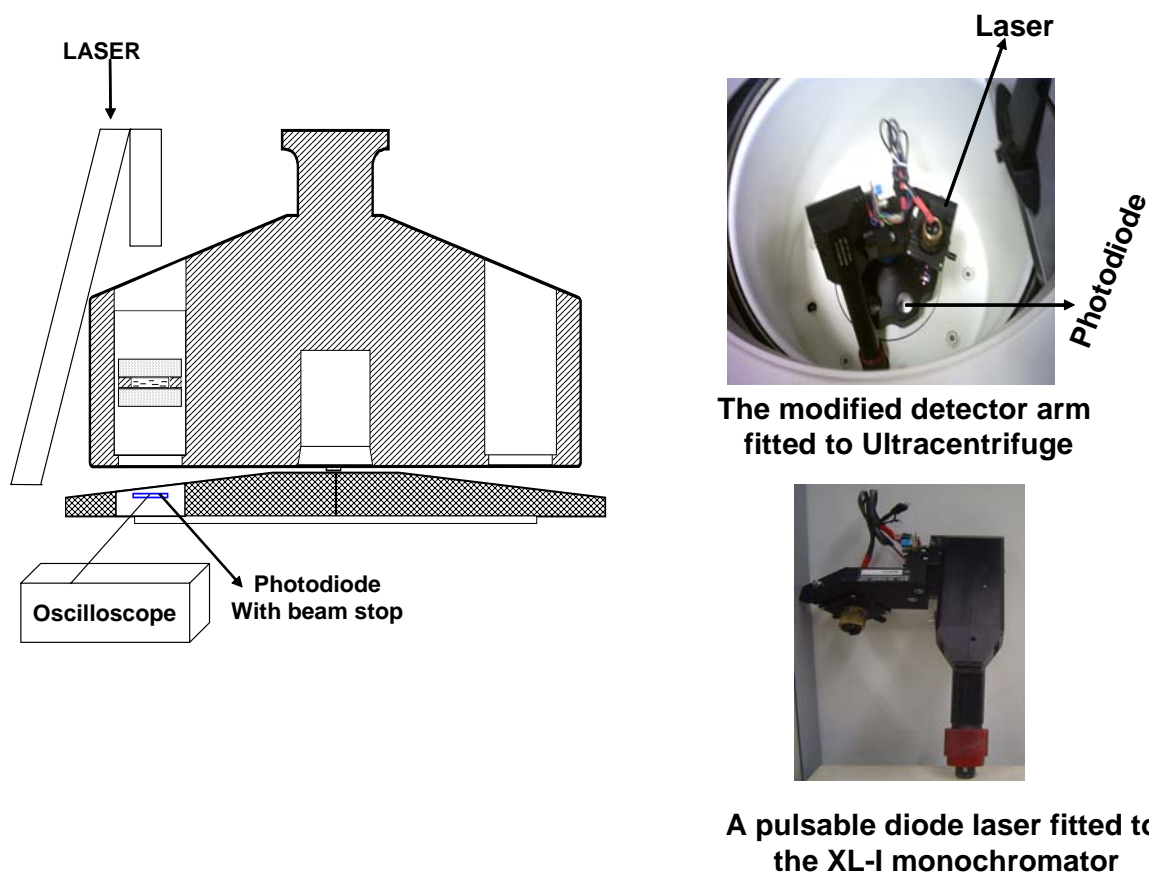 LASER
Oscilloscope
Photodiode
With beam stop
Laser
Photodiode
The modified detector arm
fitted to Ultracentrifuge
A pulsable diode laser fitted to
the XL-I monochromator